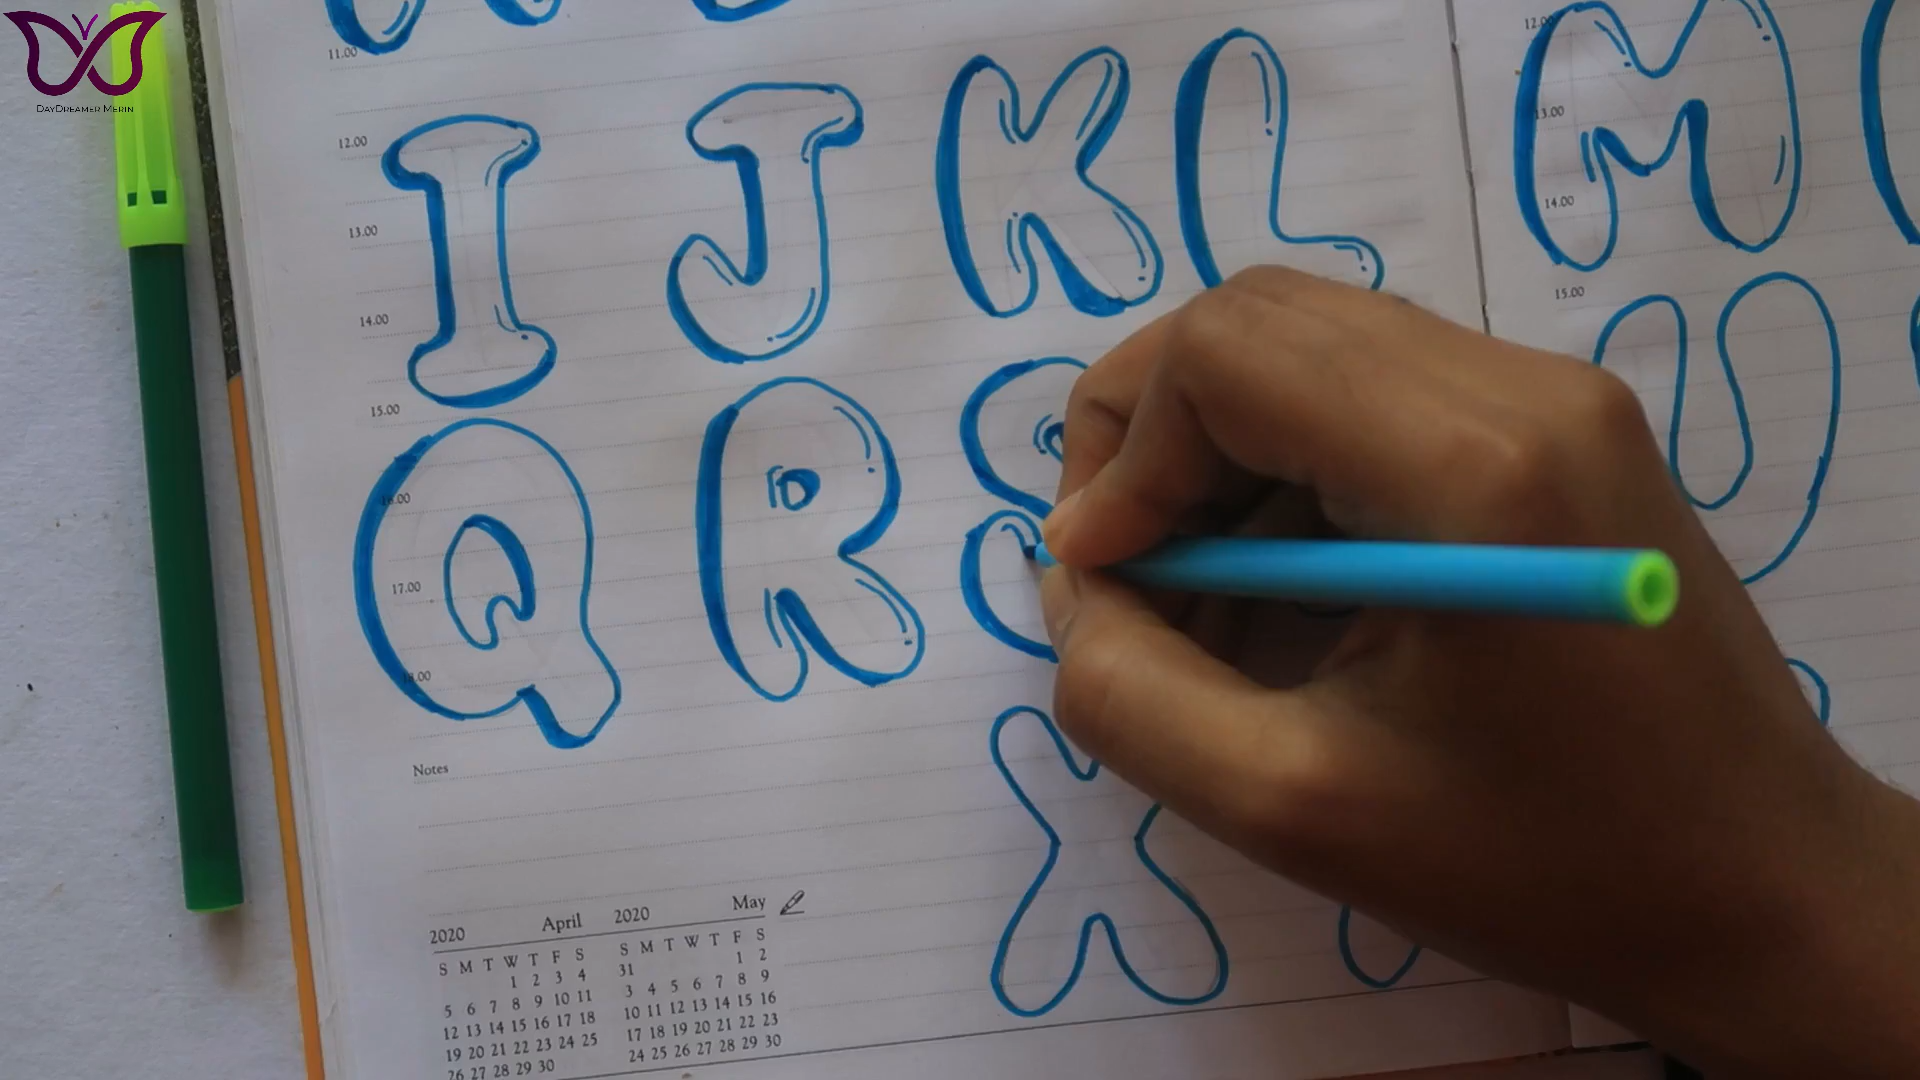 DAYDREAMER MERIN
11.00
12.00
I J K L M
12.00
13.00
13.00
14.00
14.00
15.00
15.00
Q R S U
16.00
17.00
18.00
Notes
X
2020 April
S M T W T F S
1 2 3 4
5 6 7 8 9 10 11
12 13 14 15 16 17 18
19 20 21 22 23 24 25
26 27 28 29 30
2020 May
S M T W T F S
31 1 2
3 4 5 6 7 8 9
10 11 12 13 14 15 16
17 18 19 20 21 22 23
24 25 26 27 28 29 30